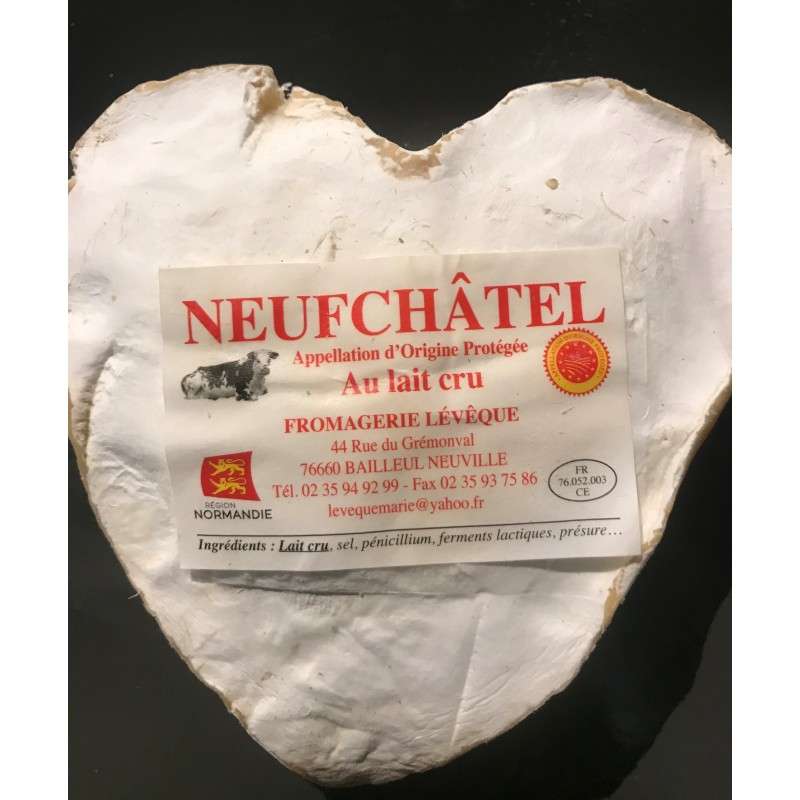 NEUFCHÂTEL
Appellation d'Origine Protégée
Au lait cru
FROMAGERIE LÉVÊQUE
44 Rue du Grémonval
76660 BAILLEUL NEUVILLE
Tél. 02 35 94 92 99 - Fax 02 35 93 75 86
levequemarie@yahoo.fr
RÉGION
NORMANDIE
FR
76.052.003
CE
Ingrédients : Lait cru, sel, pénicillium, ferments lactiques, présure...